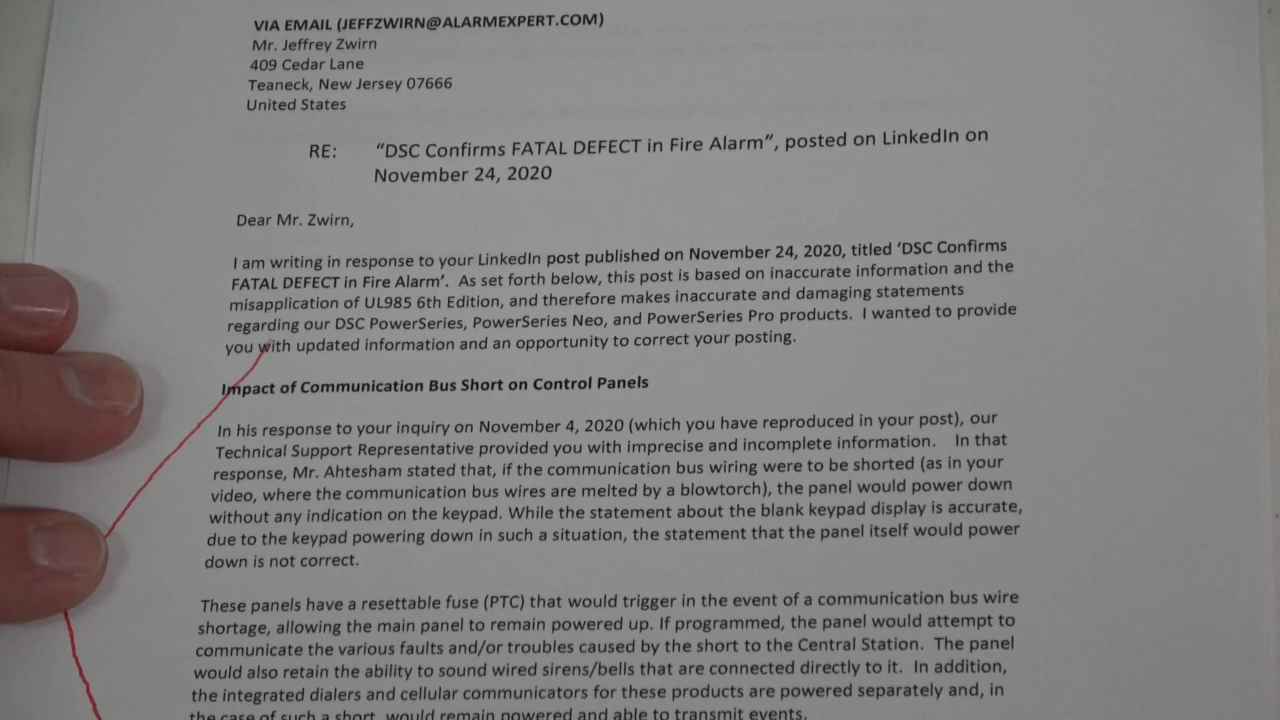 VIA EMAIL (JEFFZWIRN@ALARMEXPERT.COM)
Mr. Jeffrey Zwirn
409 Cedar Lane
Teaneck, New Jersey 07666
United States
RE: “DSC Confirms FATAL DEFECT in Fire Alarm”, posted on LinkedIn on
November 24, 2020
Dear Mr. Zwirn,
I am writing in response to your LinkedIn post published on November 24, 2020, titled ‘DSC Confirms
FATAL DEFECT in Fire Alarm’. As set forth below, this post is based on inaccurate information and the
misapplication of UL985 6th Edition, and therefore makes inaccurate and damaging statements
regarding our DSC PowerSeries, PowerSeries Neo, and PowerSeries Pro products. I wanted to provide
you with updated information and an opportunity to correct your posting.
Impact of Communication Bus Short on Control Panels
In his response to your inquiry on November 4, 2020 (which you have reproduced in your post), our
Technical Support Representative provided you with imprecise and incomplete information. In that
response, Mr. Ahtesham stated that, if the communication bus wiring were to be shorted (as in your
video, where the communication bus wires are melted by a blowtorch), the panel would power down
without any indication on the keypad. While the statement about the blank keypad display is accurate,
due to the keypad powering down in such a situation, the statement that the panel itself would power
down is not correct.
These panels have a resettable fuse (PTC) that would trigger in the event of a communication bus wire
shortage, allowing the main panel to remain powered up. If programmed, the panel would attempt to
communicate the various faults and/or troubles caused by the short to the Central Station. The panel
would also retain the ability to sound wired sirens/bells that are connected directly to it. In addition,
the integrated dialers and cellular communicators for these products are powered separately and, in
the case of such a short, would remain powered and able to transmit events.